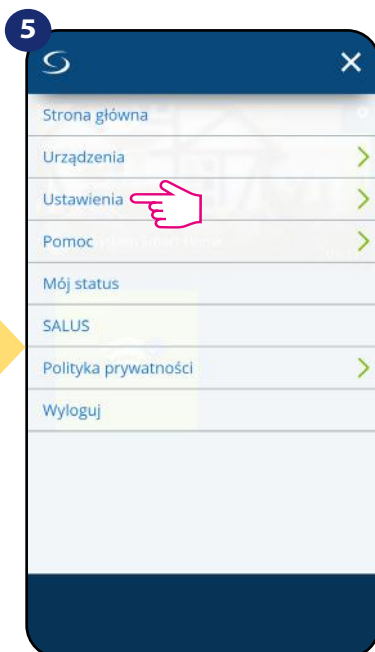 5
Strona główna
Urządzenia
Ustawienia
Pomoc
Mój status
SALUS
Polityka prywatności
Wyloguj